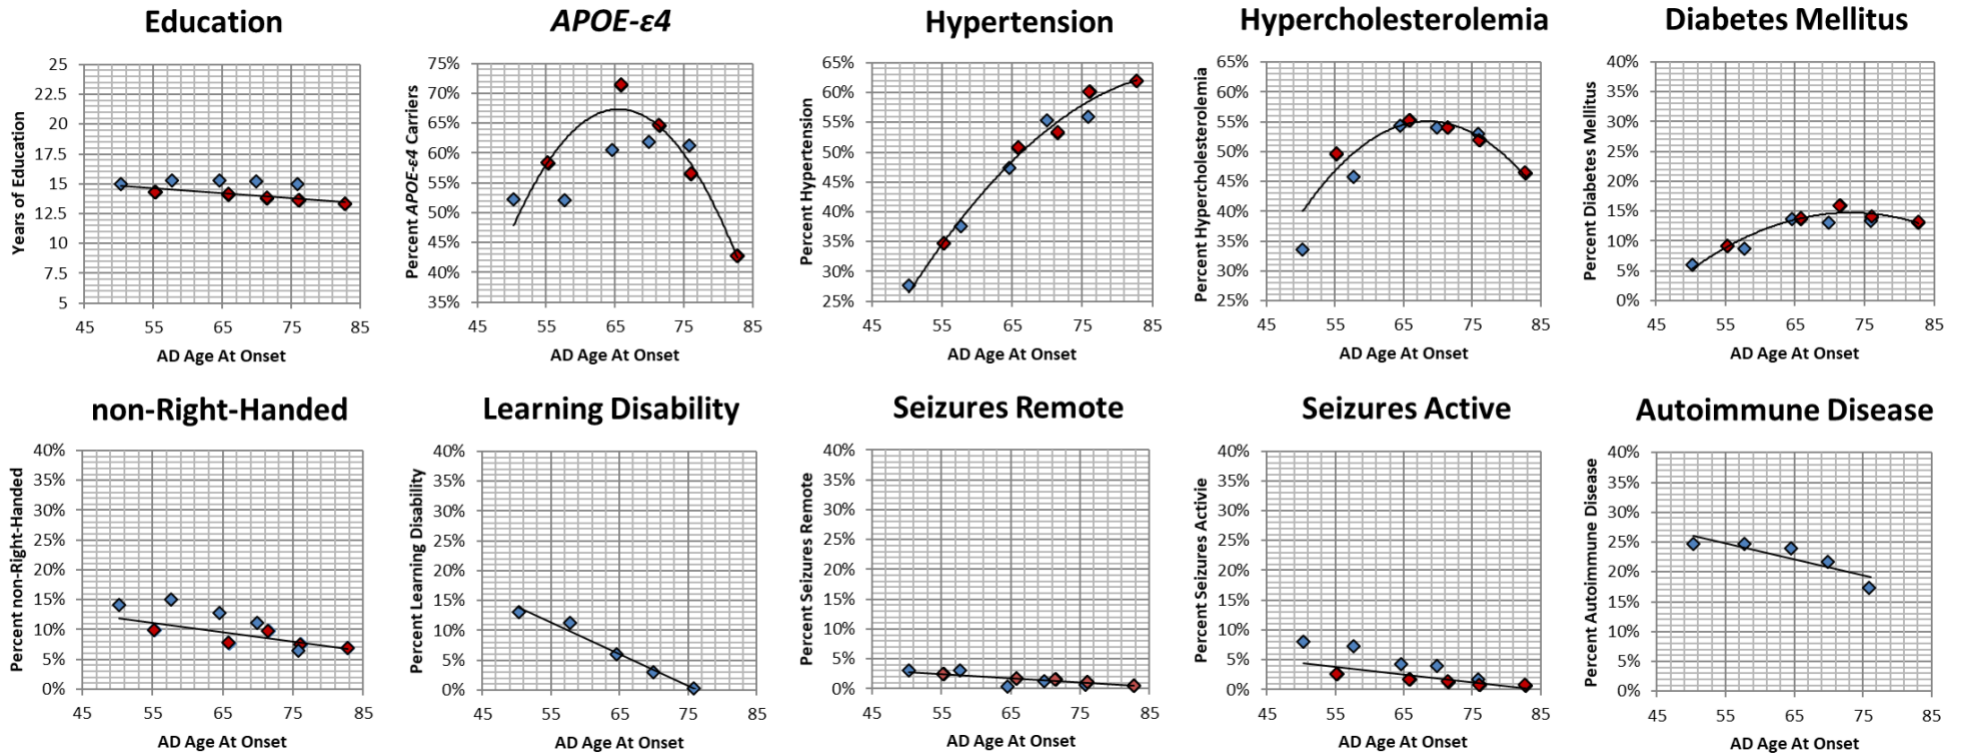 Education
APOE-ε4
Hypertension
Hypercholesterolemia
Diabetes Mellitus
Years of Education
25
22.5
20
17.5
15
12.5
10
7.5
5
45 55 65 75 85
AD Age At Onset
Percent APOE-ε4 Carriers
75%
70%
65%
60%
55%
50%
45%
40%
35%
45 55 65 75 85
AD Age At Onset
Percent Hypertension
65%
60%
55%
50%
45%
40%
35%
30%
25%
45 55 65 75 85
AD Age At Onset
Percent Hypercholesterolemia
65%
60%
55%
50%
45%
40%
35%
30%
25%
45 55 65 75 85
AD Age At Onset
Percent Diabetes Mellitus
40%
35%
30%
25%
20%
15%
10%
5%
0%
45 55 65 75 85
AD Age At Onset
non-Right-Handed
Learning Disability
Seizures Remote
Seizures Active
Autoimmune Disease
Percent non-Right-Handed
40%
35%
30%
25%
20%
15%
10%
5%
0%
45 55 65 75 85
AD Age At Onset
Percent Learning Disability
40%
35%
30%
25%
20%
15%
10%
5%
0%
45 55 65 75 85
AD Age At Onset
Percent Seizures Remote
40%
35%
30%
25%
20%
15%
10%
5%
0%
45 55 65 75 85
AD Age At Onset
Percent Seizures Activie
40%
35%
30%
25%
20%
15%
10%
5%
0%
45 55 65 75 85
AD Age At Onset
Percent Autoimmune Disease
40%
35%
30%
25%
20%
15%
10%
5%
0%
45 55 65 75 85
AD Age At Onset